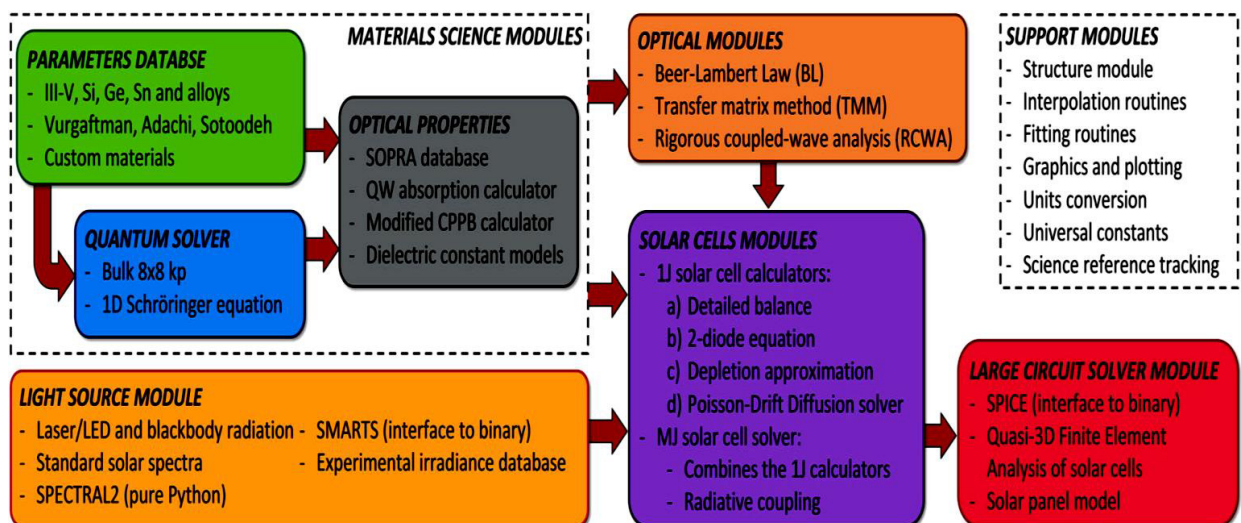 MATERIALS SCIENCE MODULES
PARAMETERS DATABSE
- III-V, Si, Ge, Sn and alloys
- Vurgaftman, Adachi, Sotoodeh
- Custom materials
QUANTUM SOLVER
- Bulk 8x8 kp
- 1D Schröringer equation
OPTICAL PROPERTIES
- SOPRA database
- QW absorption calculator
- Modified CPPB calculator
- Dielectric constant models
OPTICAL MODULES
- Beer-Lambert Law (BL)
- Transfer matrix method (TMM)
- Rigorous coupled-wave analysis (RCWA)
SUPPORT MODULES
- Structure module
- Interpolation routines
- Fitting routines
- Graphics and plotting
- Units conversion
- Universal constants
- Science reference tracking
LIGHT SOURCE MODULE
- Laser/LED and blackbody radiation
- Standard solar spectra
- SPECTRAL2 (pure Python)
- SMARTS (interface to binary)
- Experimental irradiance database
SOLAR CELLS MODULES
- 1J solar cell calculators:
a) Detailed balance
b) 2-diode equation
c) Depletion approximation
d) Poisson-Drift Diffusion solver
- MJ solar cell solver:
- Combines the 1J calculators
- Radiative coupling
LARGE CIRCUIT SOLVER MODULE
- SPICE (interface to binary)
- Quasi-3D Finite Element
Analysis of solar cells
- Solar panel model